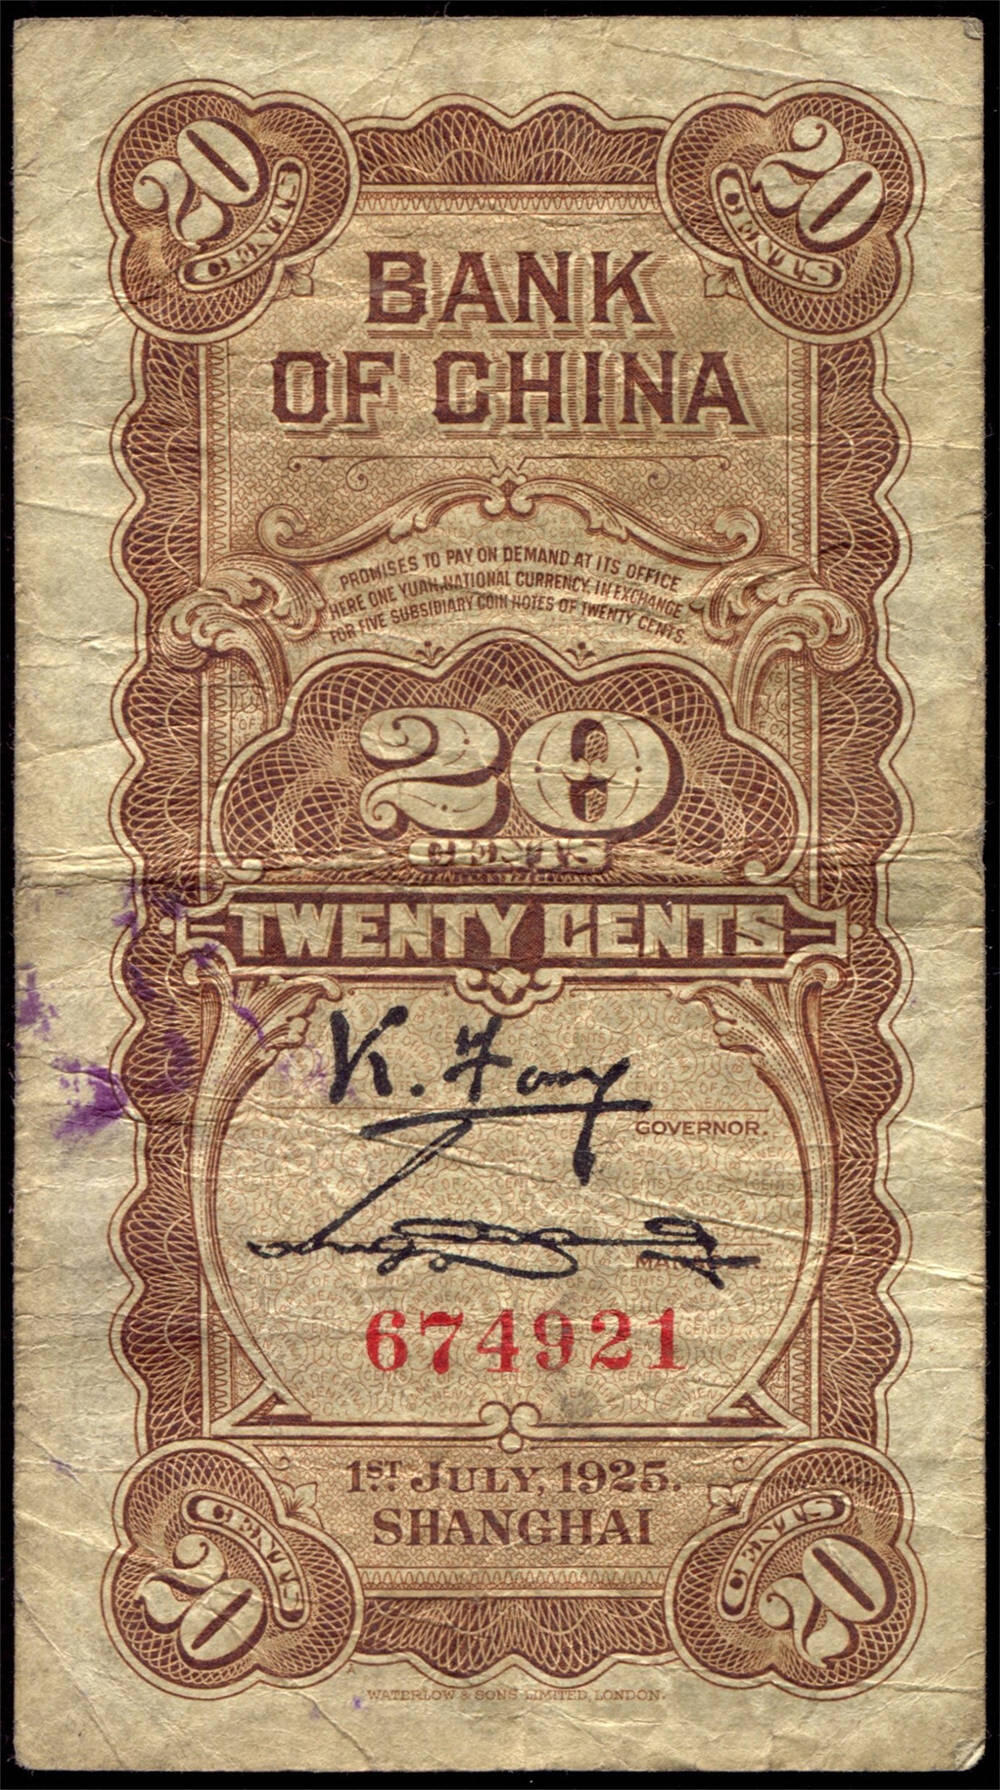 20 CENTS
20 CENTS
BANK
OF CHINA
PROMISES TO PAY ON DEMAND AT ITS OFFICE
HERE ONE YUAN, NATIONAL CURRENCY, IN EXCHANGE
FOR FIVE SUBSIDIARY COIN NOTES OF TWENTY CENTS.
20
CENTS
TWENTY CENTS
K.
GOVERNOR.
674921
1ST JULY, 1925.
SHANGHAI
CENTS 20
CENTS 20
WATERLOW & SONS LIMITED, LONDON.